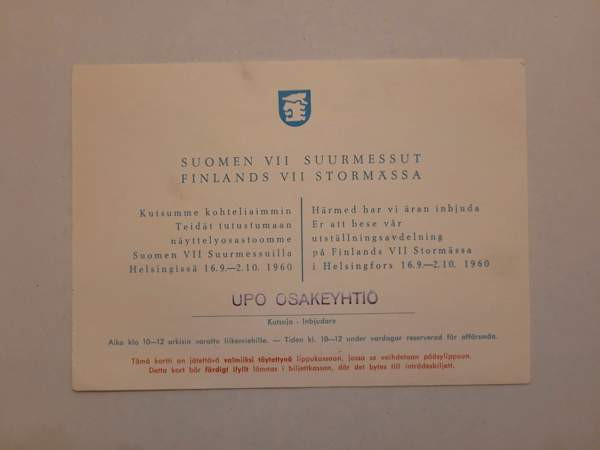 SUOMEN VII SUURMESSUT
FINLANDS VII STORMÄSSA
Kutsumme kohteliaimmin
Teidät tutustumaan
näyttelyosastoomme
Suomen VII Suurmessuilla
Helsingissä 16.9.—2.10. 1960
Härmed har vi äran inbjuda
Er att bese vår
utställningsavdelning
på Finlands VII Stormässa
i Helsingfors 16.9.—2.10. 1960
UPO OSAKEYHTIÖ
Kutsuja - Inbjudare
Aika klo 10—12 arkisin varattu liikemiehille. — Tiden kl. 10—12 under vardagar reserverad för affärsmän.
Tämä kortti on jätettävä valmiiksi täytettynä lippukassaan, jossa se vaihdetaan pääsylippuun.
Detta kort bör färdigt ifyllt lämnas i biljettkassan, där det bytes till inträdesbiljett.